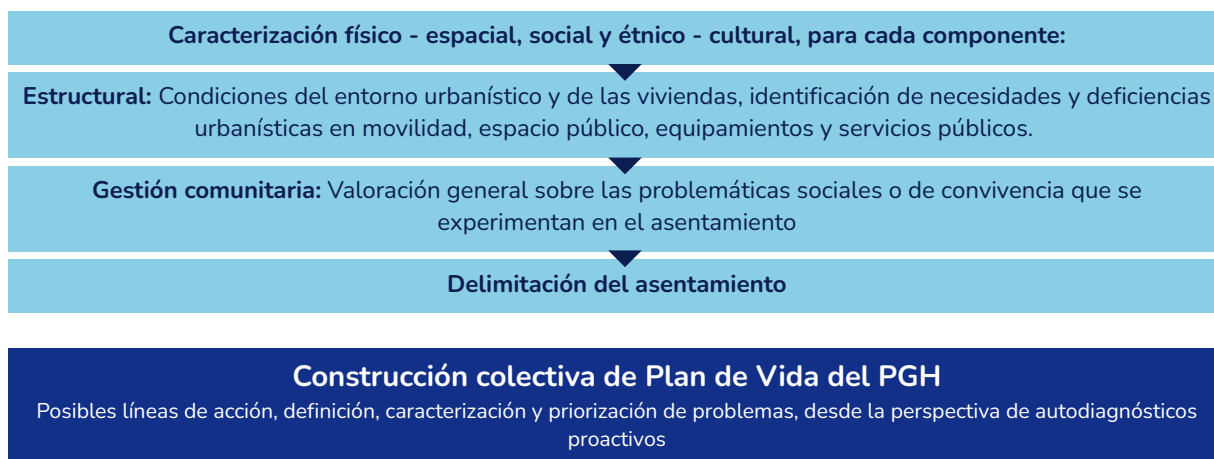 Caracterización físico - espacial, social y étnico - cultural, para cada componente:
Estructural: Condiciones del entorno urbanístico y de las viviendas, identificación de necesidades y deficiencias
urbanísticas en movilidad, espacio público, equipamientos y servicios públicos.
Gestión comunitaria: Valoración general sobre las problemáticas sociales o de convivencia que se
experimentan en el asentamiento
Delimitación del asentamiento
Construcción colectiva de Plan de Vida del PGH
Posibles líneas de acción, definición, caracterización y priorización de problemas, desde la perspectiva de autodiagnósticos
proactivos